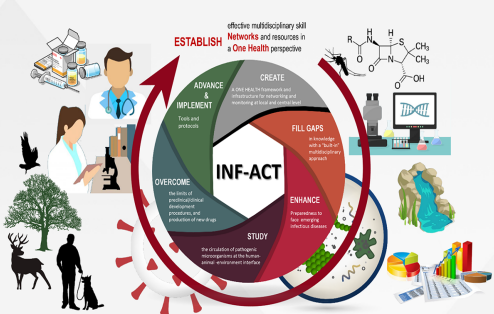 effective multidisciplinary skill
ESTABLISH Networks and resources in
a One Health perspective
CREATE
A ONE HEALTH framework and
infrastructure for networking and
monitoring at local and central level
FILL GAPS
in knowledge
with a "built-in"
multidisciplinary
approach
ENHANCE
Preparedness to
face emerging
infectious diseases
STUDY
the circulation of pathogenic
microorganisms at the human-
animal-environment interface
OVERCOME
the limits of
preclinical/clinical
development
procedures, and
production of new drugs
ADVANCE
&
IMPLEMENT
Tools and
protocols
INF-ACT
R
H
N
H
S
CH₃
CH₃
O
N
O
O
OH